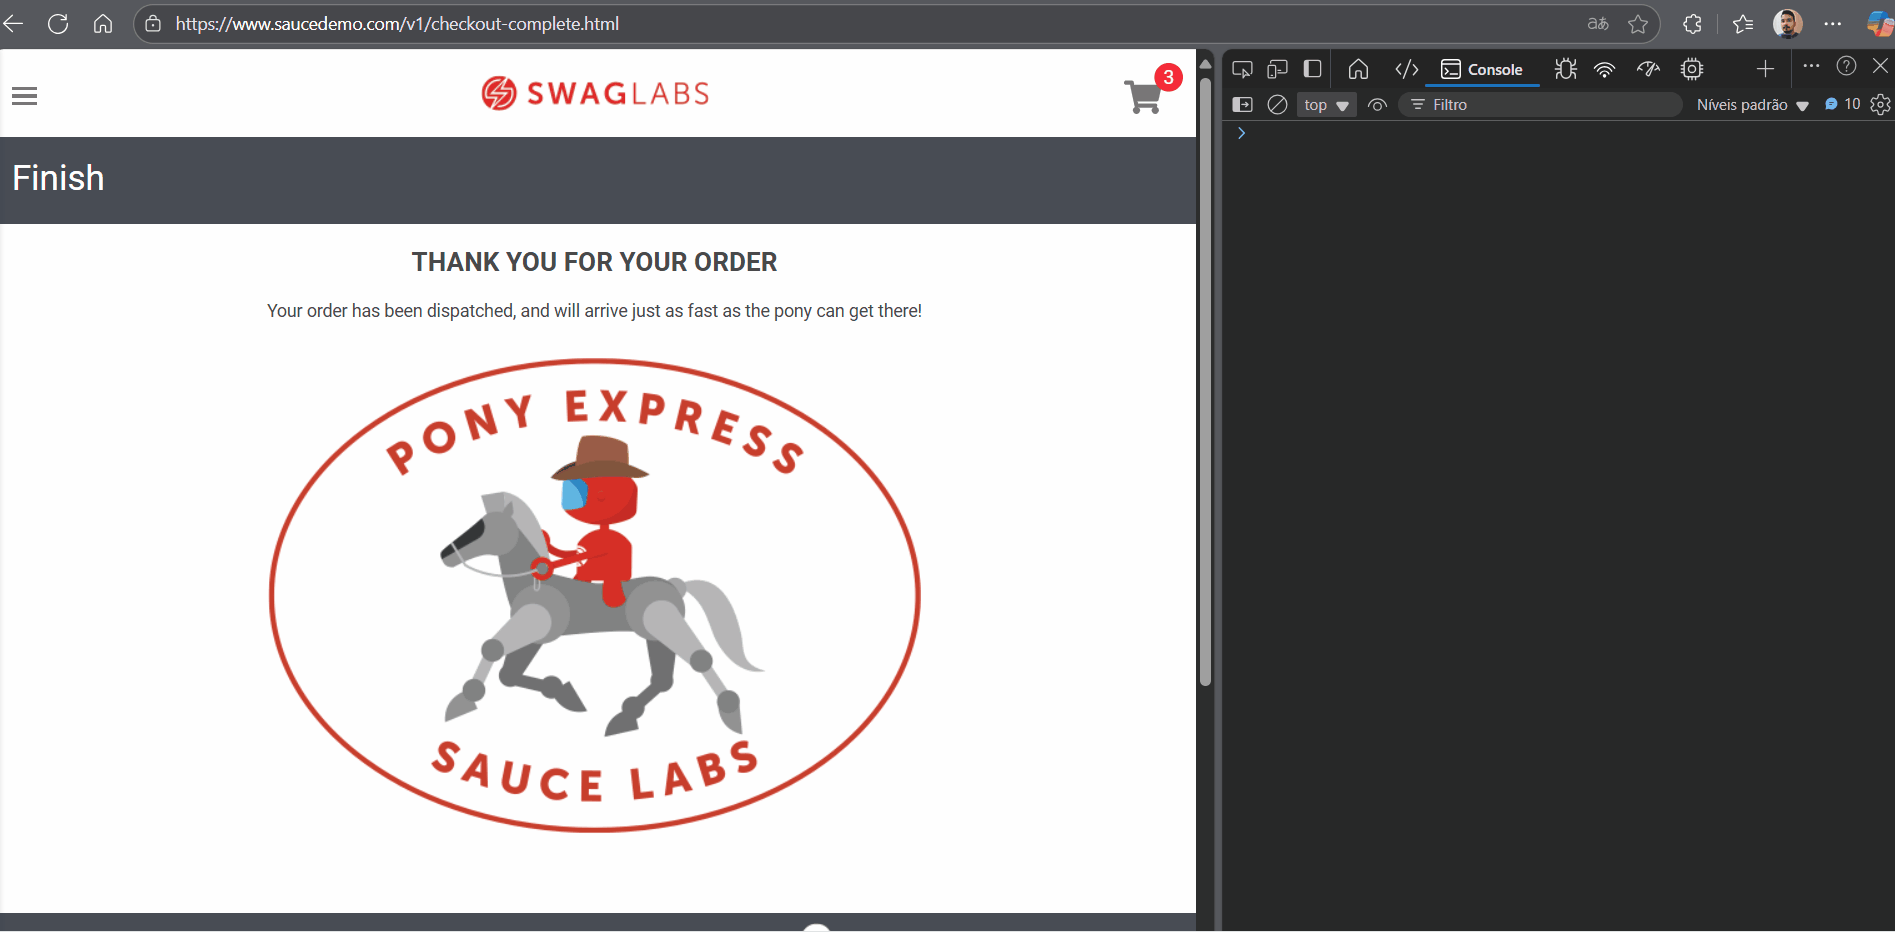 https://www.saucedemo.com/v1/checkout-complete.html
aあ
SWAGLABS
3
Finish
THANK YOU FOR YOUR ORDER
Your order has been dispatched, and will arrive just as fast as the pony can get there!
PONY EXPRESS
SAUCE LABS
Console
top
Filtro
Níveis padrão
10